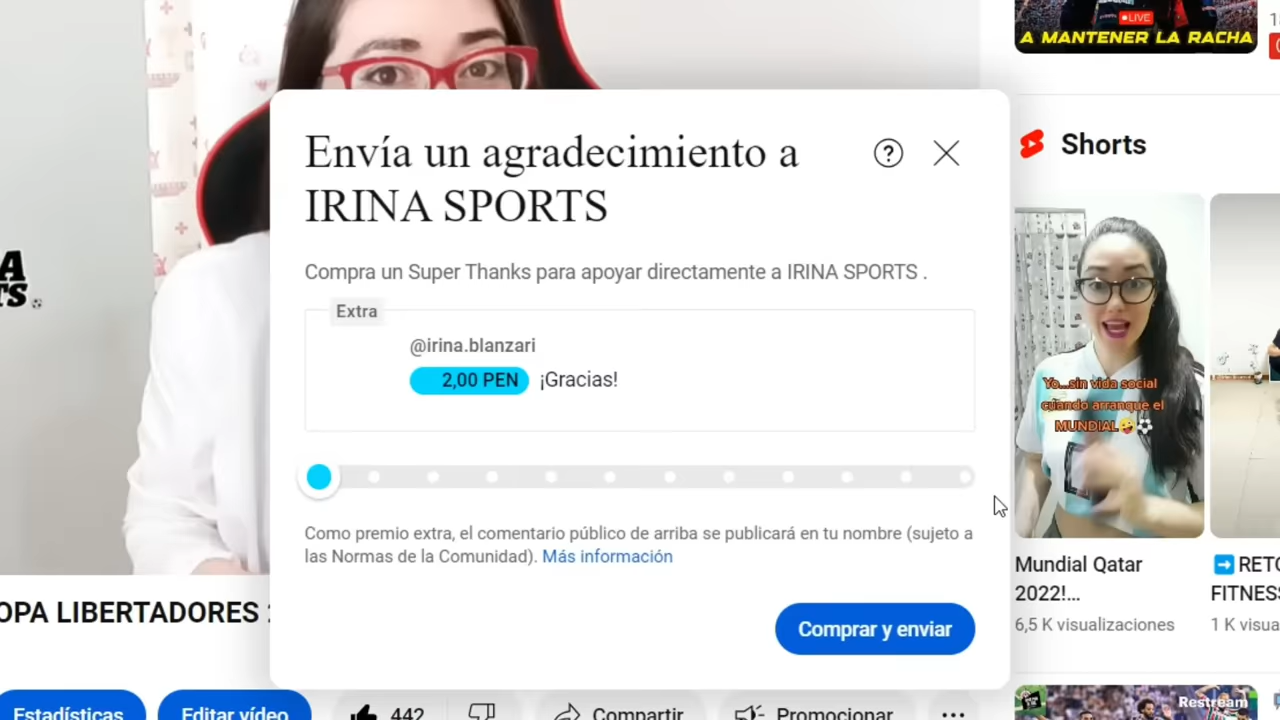 LIVE
A MANTENER LA RACHA
Envía un agradecimiento a
IRINA SPORTS
Shorts
Compra un Super Thanks para apoyar directamente a IRINA SPORTS .
Extra
@irina.blanzari
2,00 PEN ¡Gracias!
Yo...sin vida social
cuando arranque el
MUNDIAL🤪⚽
Como premio extra, el comentario público de arriba se publicará en tu nombre (sujeto a
las Normas de la Comunidad). Más información
Comprar y enviar
Mundial Qatar
2022!...
6,5 K visualizaciones
➡️ RETO
FITNESS
1 K visua
OPA LIBERTADORES
Estadísticas
Editar vídeo
442
Compartir
Promocionar
Restream